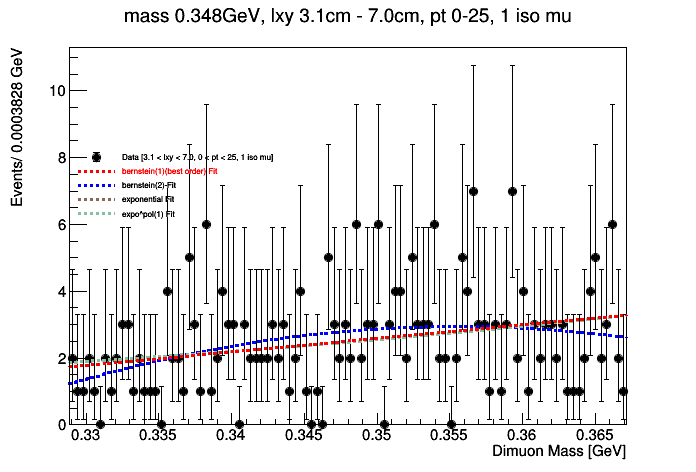 mass 0.348GeV, lxy 3.1cm - 7.0cm, pt 0-25, 1 iso mu
Events/ 0.0003828 GeV
10
8
Data [3.1 < lxy < 7.0, 0 < pt < 25, 1 iso mu]
bernstein(1)(best order) Fit
bernstein(2)-Fit
exponential Fit
expo*pol(1) Fit
6
4
2
0
0.33 0.335 0.34 0.345 0.35 0.355 0.36 0.365
Dimuon Mass [GeV]